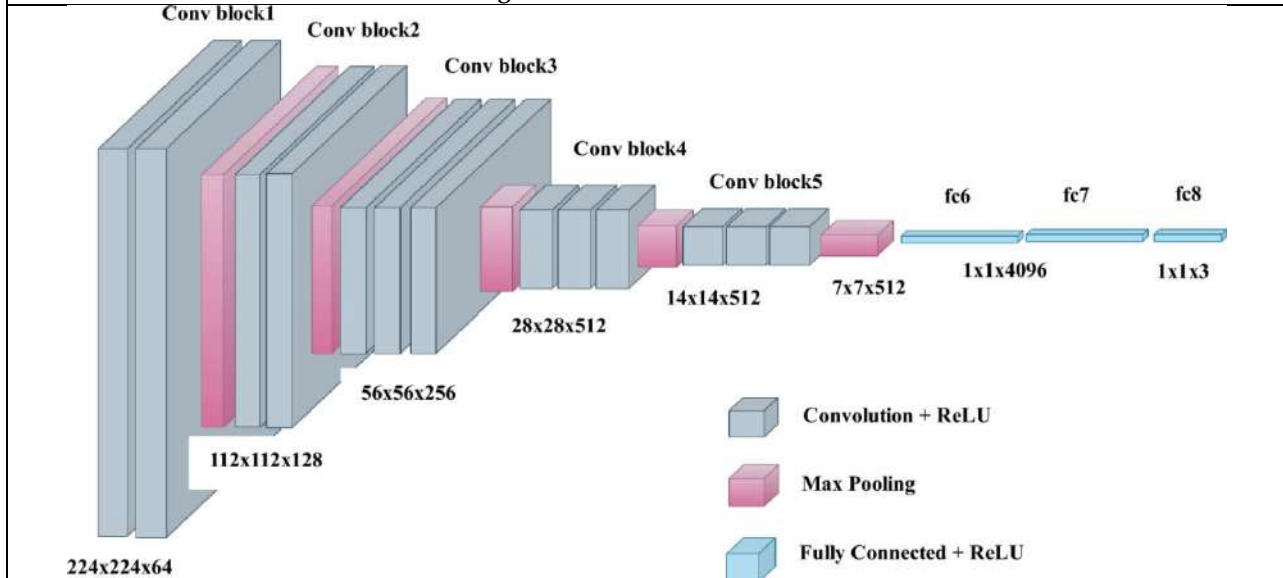 Conv block1
Conv block2
Conv block3
Conv block4
Conv block5
fc6
fc7
fc8
1x1x4096
1x1x3
7x7x512
14x14x512
28x28x512
56x56x256
112x112x128
224x224x64
Convolution + ReLU
Max Pooling
Fully Connected + ReLU